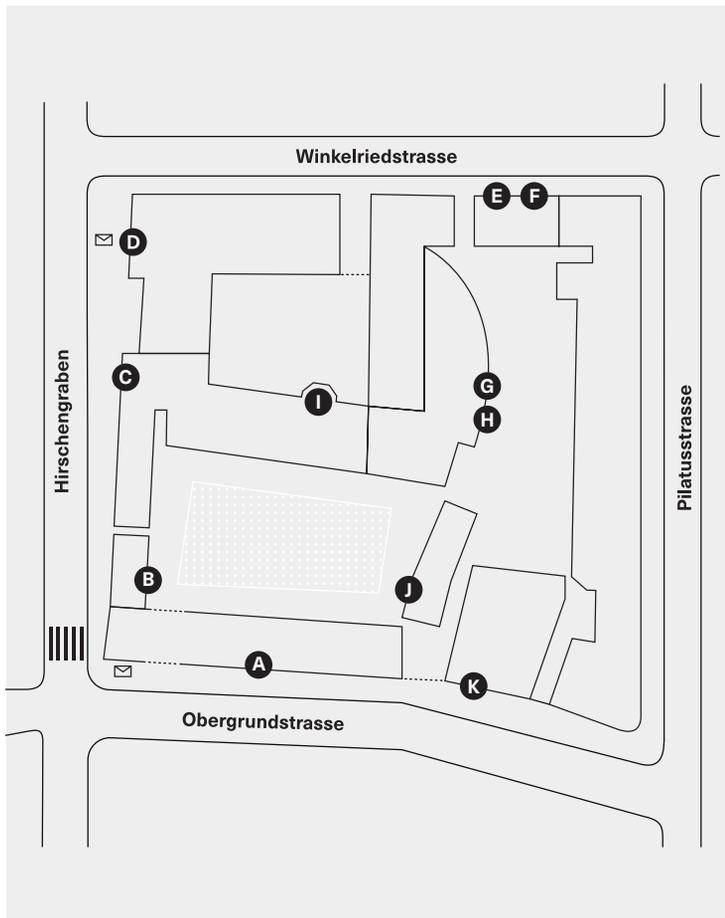 Winkelriedstrasse
E
F
D
Hirschengraben
C
G
Pilatusstrasse
I
H
B
J
A
K
Obergrundstrasse